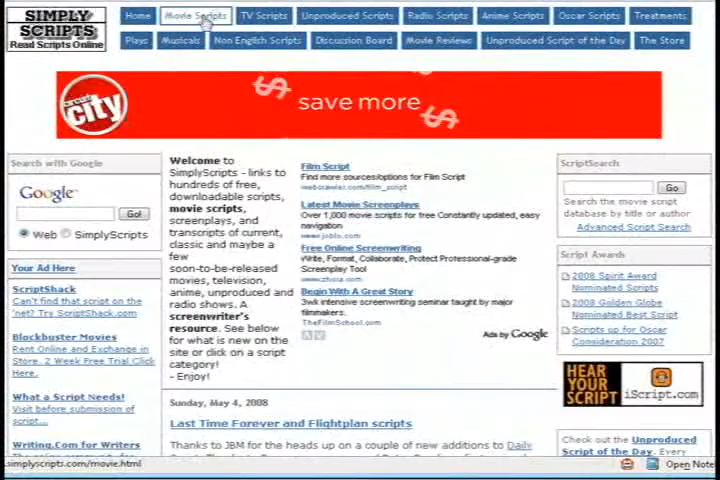 SIMPLY
SCRIPTS
Read Scripts Online
Home
Movie Scripts
TV Scripts
Unproduced Scripts
Radio Scripts
Anime Scripts
Oscar Scripts
Treatments
Plays
Musicals
Non English Scripts
Discussion Board
Movie Reviews
Unproduced Script of the Day
The Store
circuit
city
save more
Search with Google
Google
Go!
Web
SimplyScripts
Your Ad Here
ScriptShack
Can't find that script on the
'net? Try ScriptShack.com
Blockbuster Movies
Rent Online and Exchange in
Store. 2 Week Free Trial Click
Here.
What a Script Needs!
Visit before submission of
script....
Writing.Com for Writers
Welcome to
SimplyScripts - links to
hundreds of free,
downloadable scripts,
movie scripts,
screenplays, and
transcripts of current,
classic and maybe a
few
soon-to-be-released
movies, television,
anime, unproduced and
radio shows. A
screenwriter's
resource. See below
for what is new on the
site or click on a script
category!
- Enjoy!
Film Script
Find more sources/options for Film Script
webcrawler.com/film_script
Latest Movie Screenplays
Over 1,000 movie scripts for free Constantly updated, easy
navigation
www.joblo.com
Free Online Screenwriting
Write, Format, Collaborate, Protect Professional-grade
Screenplay Tool
www.zhura.com
Begin With A Great Story
3wk intensive screenwriting seminar taught by major
filmmakers.
TheFilmSchool.com
Ads by Google
Sunday, May 4, 2008
Last Time Forever and Flightplan scripts
Thanks to JBM for the heads up on a couple of new additions to Daily
ScriptSearch
Go
Search the movie script
database by title or author
Advanced Script Search
Script Awards
2008 Spirit Award
Nominated Scripts
2008 Golden Globe
Nominated Best Script
Scripts up for Oscar
Consideration 2007
HEAR
YOUR
SCRIPT
iScript.com
Check out the Unproduced
Script of the Day. Every
simplyscripts.com/movie.html
Open Note